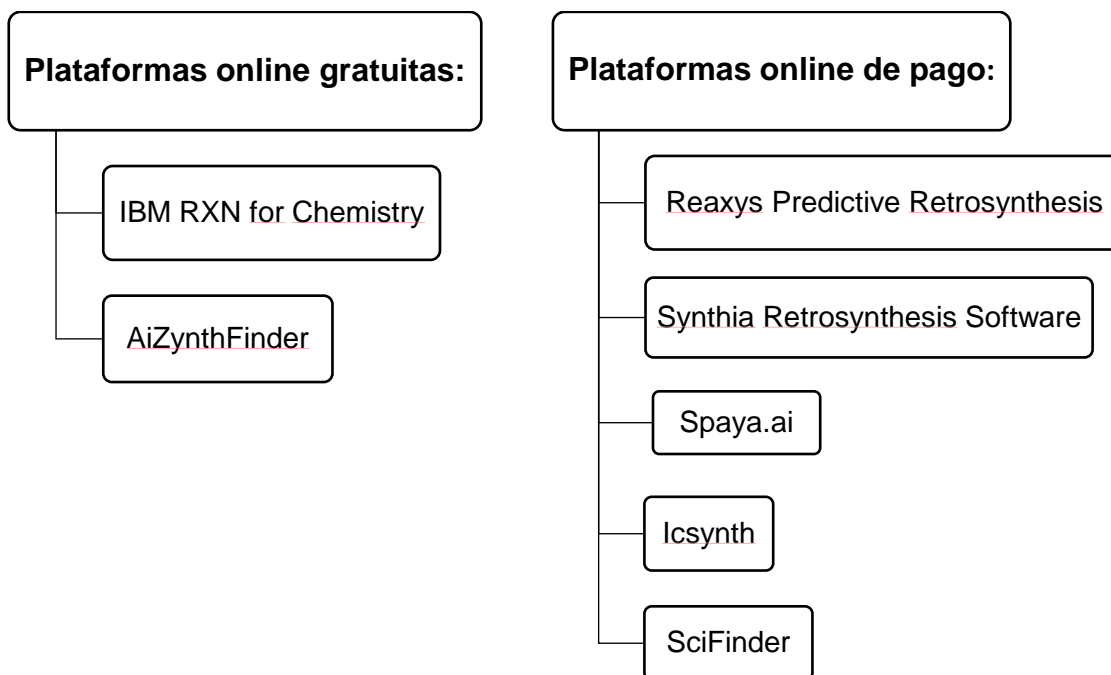 Plataformas online gratuitas:
IBM RXN for Chemistry
AiZynthFinder
Plataformas online de pago:
Reaxys Predictive Retrosynthesis
Synthia Retrosynthesis Software
Spaya.ai
Icsynth
SciFinder